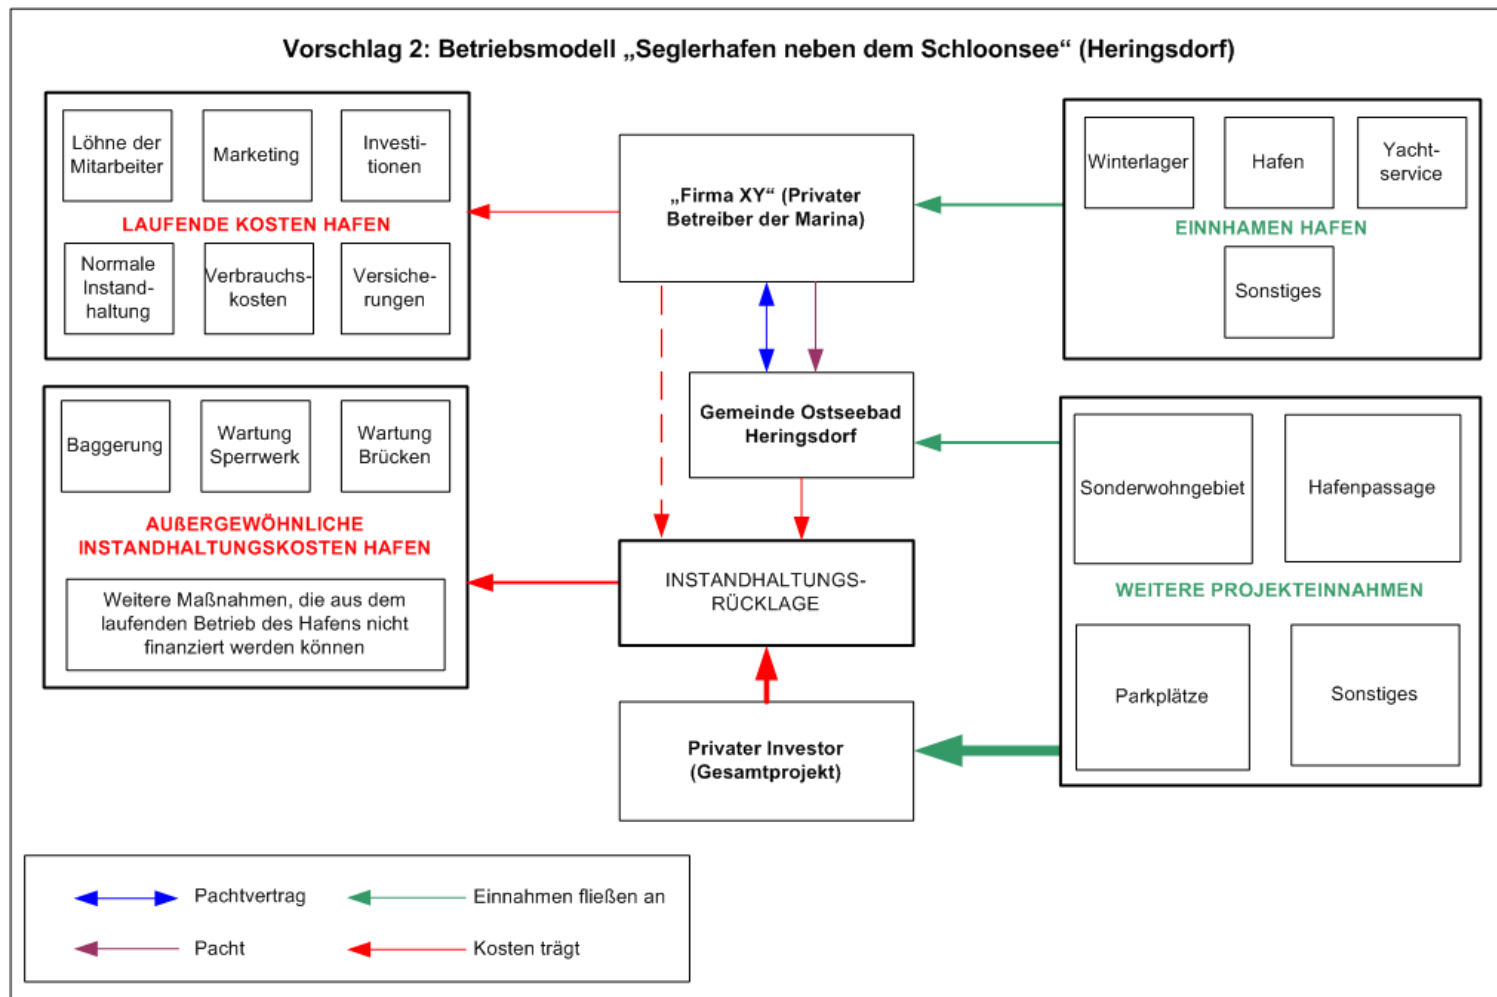 Vorschlag 2: Betriebsmodell „Seglerhafen neben dem Schloonsee“ (Heringsdorf)
Löhne der
Mitarbeiter
Marketing
Investi-
tionen
LAUFENDE KOSTEN HAFEN
Normale
Instand-
haltung
Verbrauchs-
kosten
Versiche-
rungen
„Firma XY“ (Privater
Betreiber der Marina)
Winterlager
Hafen
Yacht-
service
EINNHAMEN HAFEN
Sonstiges
Baggerung
Wartung
Sperrwerk
Wartung
Brücken
AUßERGEWÖHNLICHE
INSTANDHALTUNGSKOSTEN HAFEN
Weitere Maßnahmen, die aus dem
laufenden Betrieb des Hafens nicht
finanziert werden können
Gemeinde Ostseebad
Heringsdorf
INSTANDHALTUNGS-
RÜCKLAGE
Privater Investor
(Gesamtprojekt)
Sonderwohngebiet
Hafenpassage
WEITERE PROJEKTEINNAHMEN
Parkplätze
Sonstiges
Pachtvertrag
Einnahmen fließen an
Pacht
Kosten trägt